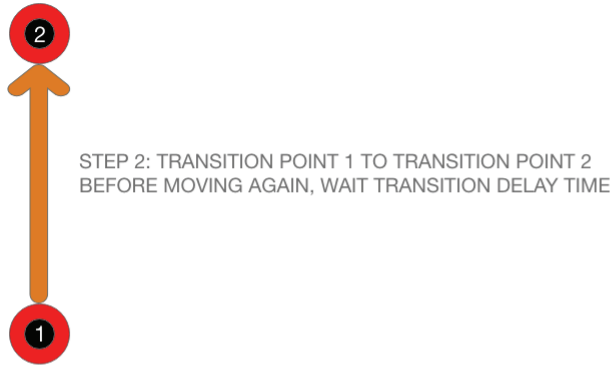 2
STEP 2: TRANSITION POINT 1 TO TRANSITION POINT 2
BEFORE MOVING AGAIN, WAIT TRANSITION DELAY TIME
1